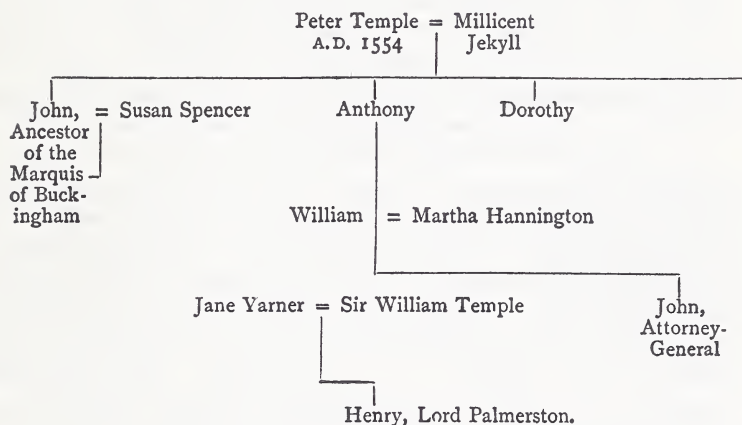 Peter Temple = Millicent
A.D. 1554 Jekyll
John, = Susan Spencer Anthony Dorothy
Ancestor
of the
Marquis
of Buck-
ingham
William = Martha Hannington
Jane Yarner = Sir William Temple John,
Attorney-
General
Henry, Lord Palmerston.